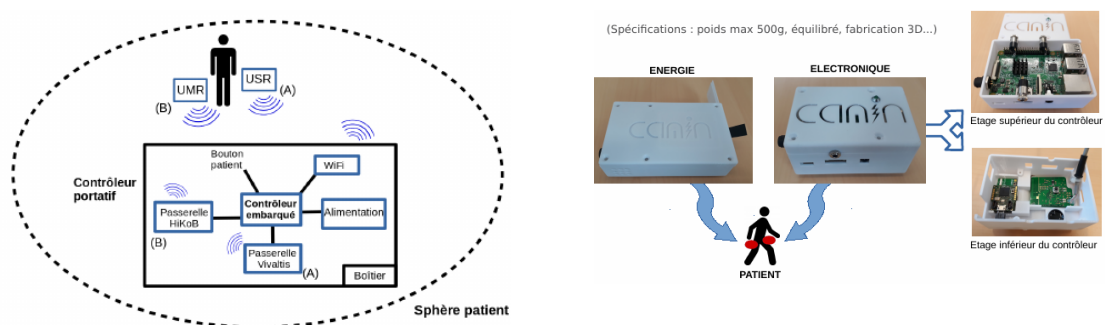 UMR
USR
(A)
(B)
Bouton
patient
WiFi
Contrôleur
portatif
Passerelle
HiKoB
Contrôleur
embarqué
Alimentation
(B)
Passerelle
Vivaltis
(A)
Boîtier
Sphère patient
(Spécifications : poids max 500g, équilibré, fabrication 3D...)
ENERGIE
ELECTRONIQUE
camin
camin
PATIENT
camin
Etage supérieur du contrôleur
Etage inférieur du contrôleur